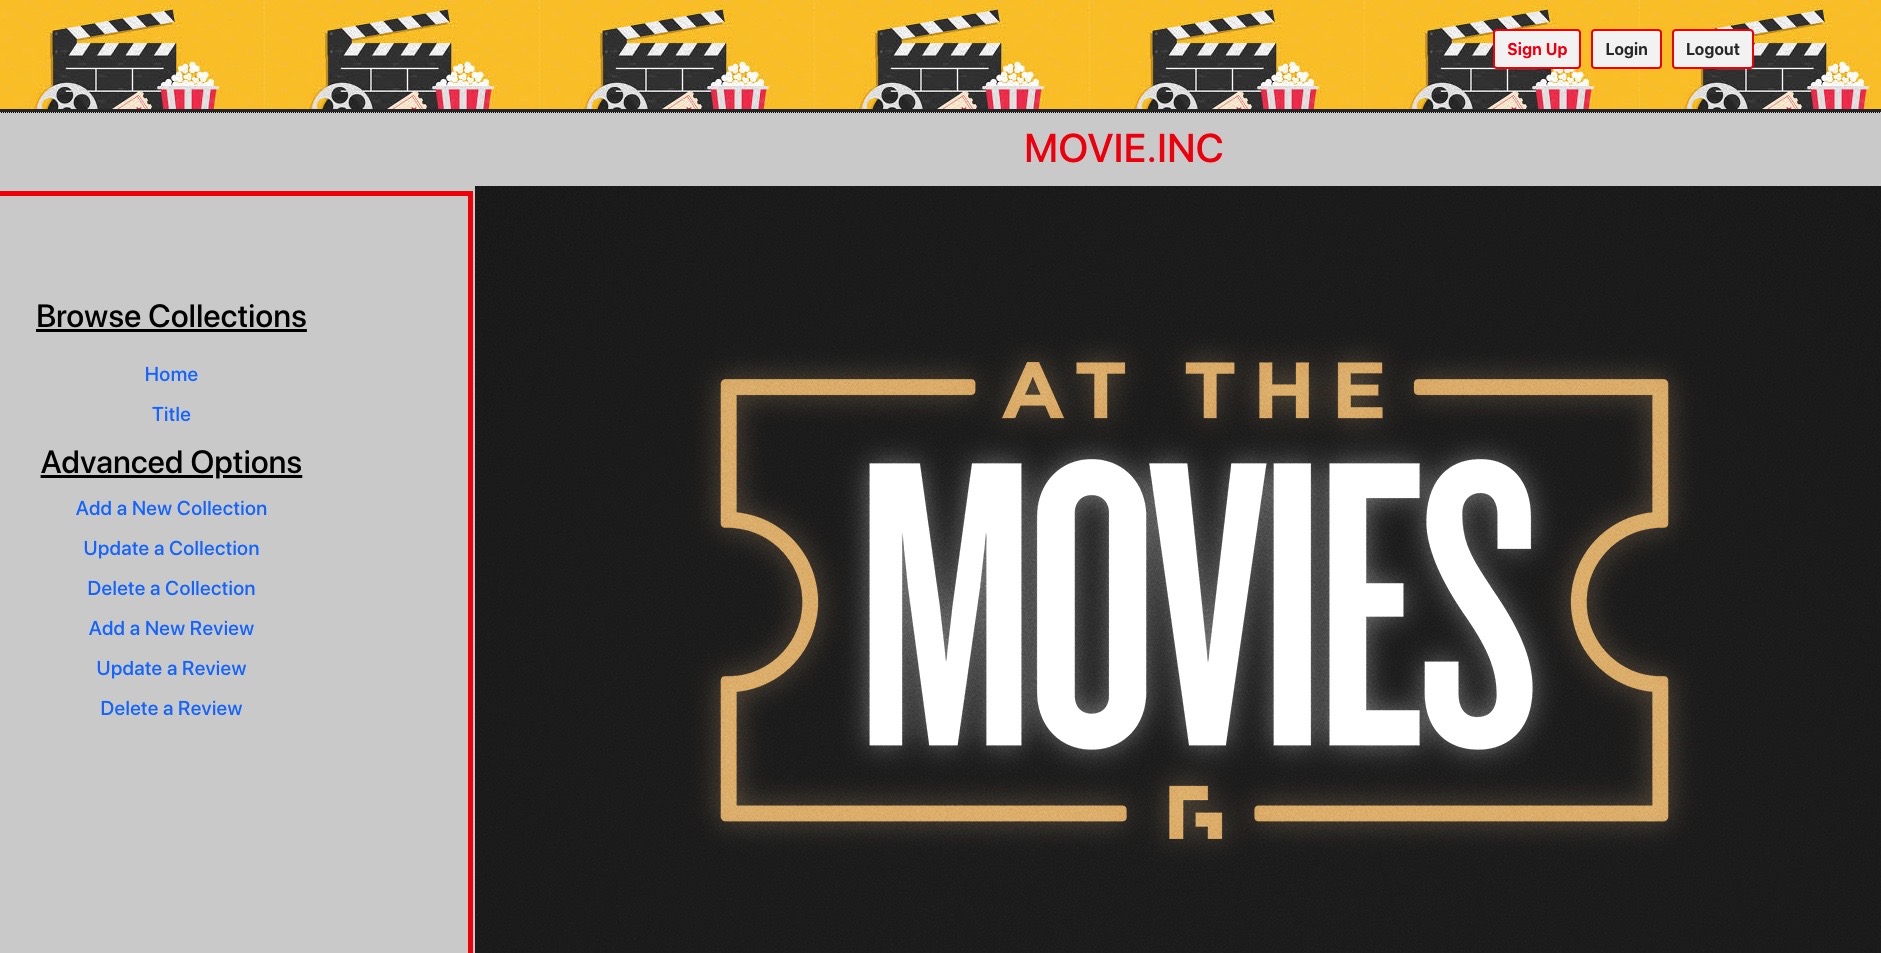 Sign Up
Login
Logout
MOVIE.INC
Browse Collections
Home
Title
Advanced Options
Add a New Collection
Update a Collection
Delete a Collection
Add a New Review
Update a Review
Delete a Review
AT THE
MOVIES